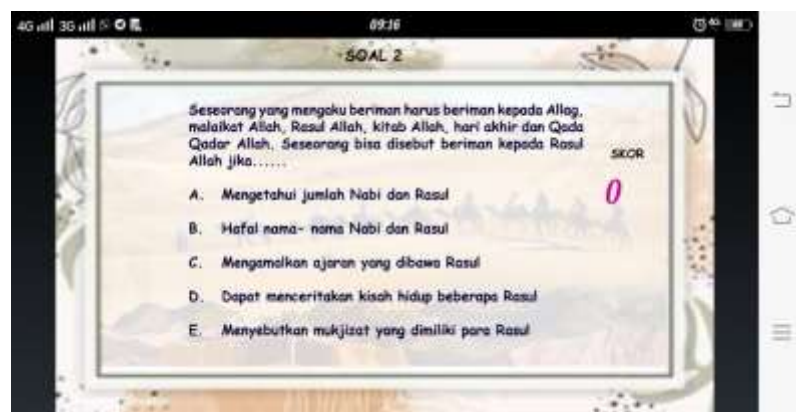 4G 3G 09:16
SOAL 2
Seseorang yang mengaku beriman harus beriman kepada Allag,
malaikat Allah, Rasul Allah, kitab Allah, hari akhir dan Qada
Qadar Allah. Seseorang bisa disebut beriman kepada Rasul
Allah jika......
SKOR
0
A. Mengetahui jumlah Nabi dan Rasul
B. Hafal nama- nama Nabi dan Rasul
C. Mengamalkan ajaran yang dibawa Rasul
D. Dapat menceritakan kisah hidup beberapa Rasul
E. Menyebutkan mukjizat yang dimiliki para Rasul